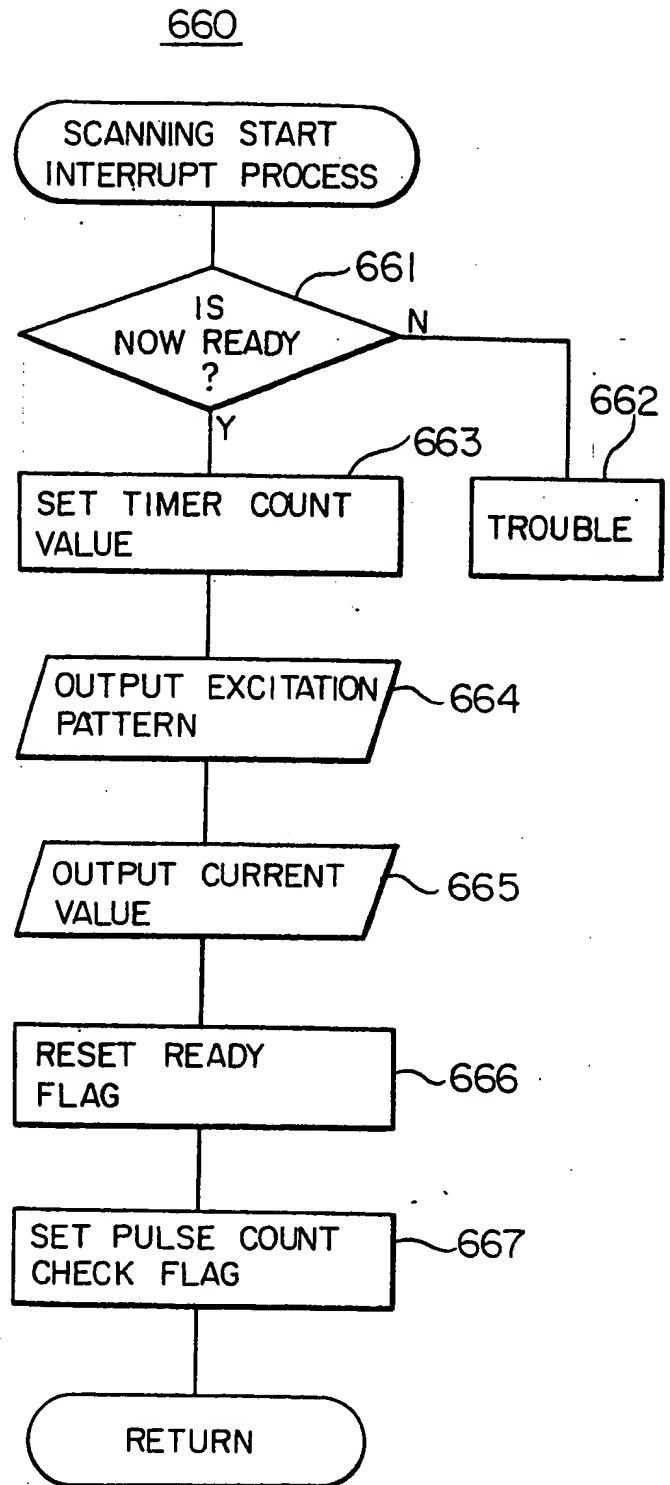 660
SCANNING START
INTERRUPT PROCESS
661
IS
NOW READY
?
N
Y
662
TROUBLE
663
SET TIMER COUNT
VALUE
OUTPUT EXCITATION
PATTERN
664
OUTPUT CURRENT
VALUE
665
RESET READY
FLAG
666
SET PULSE COUNT
CHECK FLAG
667
RETURN